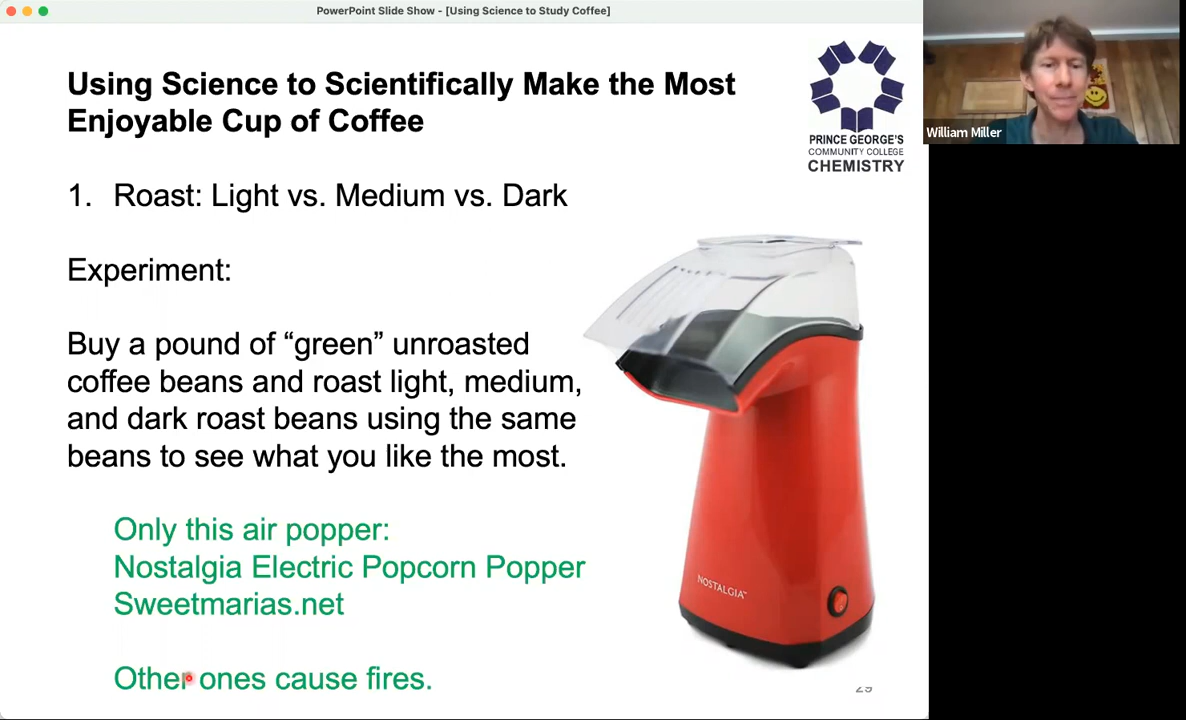 PowerPoint Slide Show - [Using Science to Study Coffee]
Using Science to Scientifically Make the Most
Enjoyable Cup of Coffee
PRINCE GEORGE'S
COMMUNITY COLLEGE
CHEMISTRY
William Miller
1. Roast: Light vs. Medium vs. Dark
Experiment:
Buy a pound of “green” unroasted
coffee beans and roast light, medium,
and dark roast beans using the same
beans to see what you like the most.
Only this air popper:
Nostalgia Electric Popcorn Popper
Sweetmarias.net
Other ones cause fires.
NOSTALGIA™
29